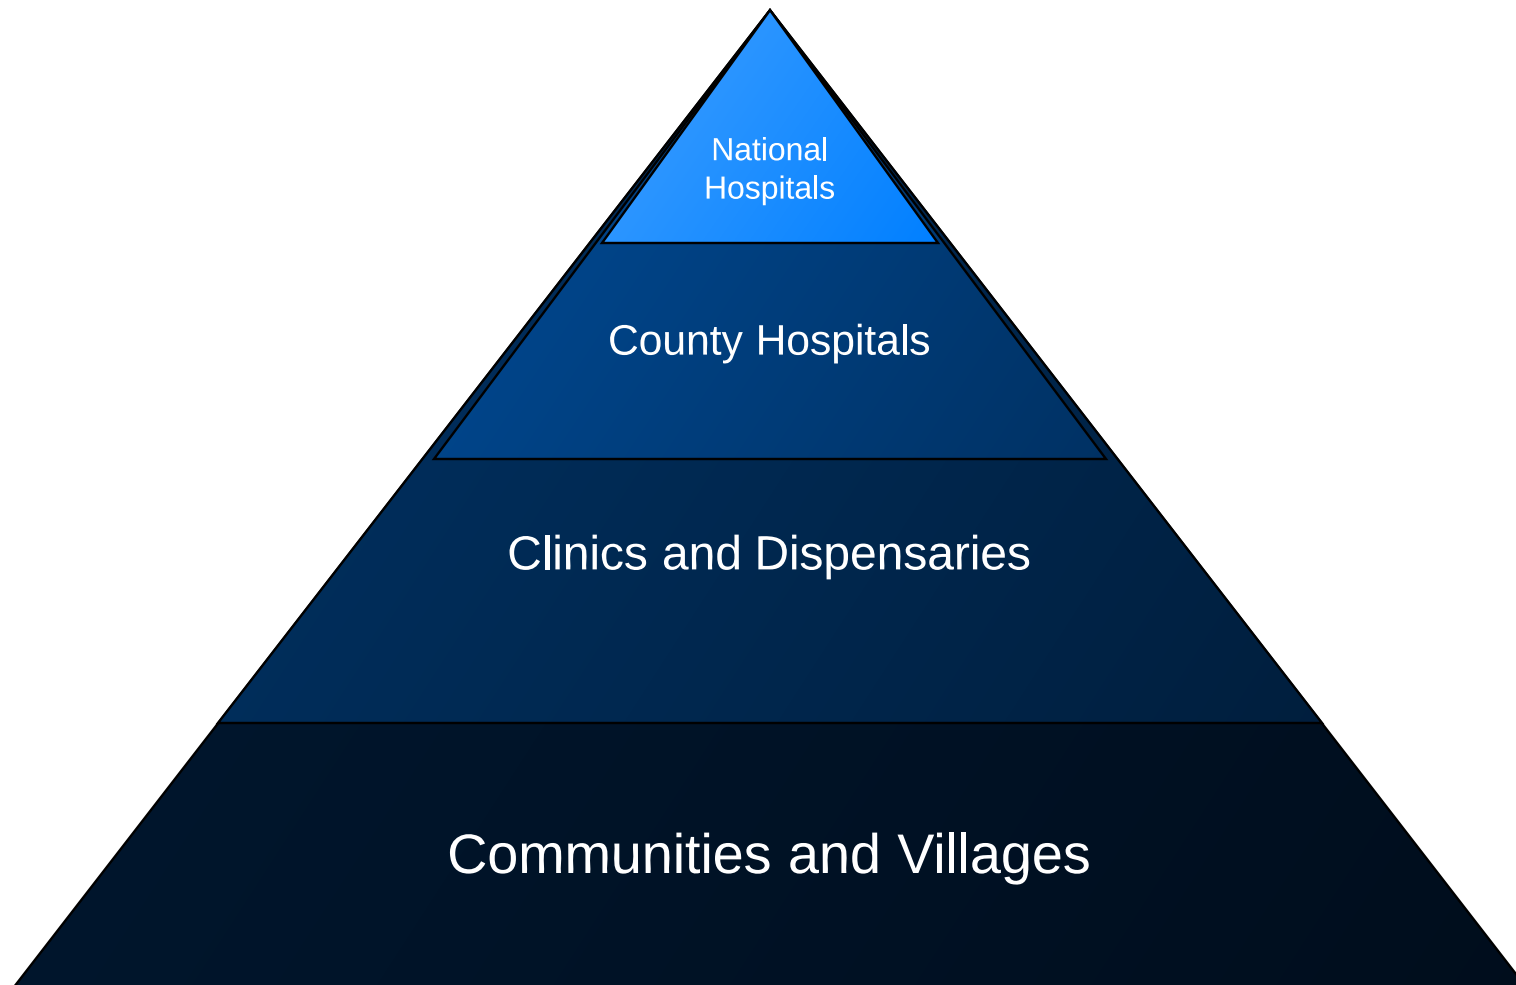 National
Hospitals
County Hospitals
Clinics and Dispensaries
Communities and Villages